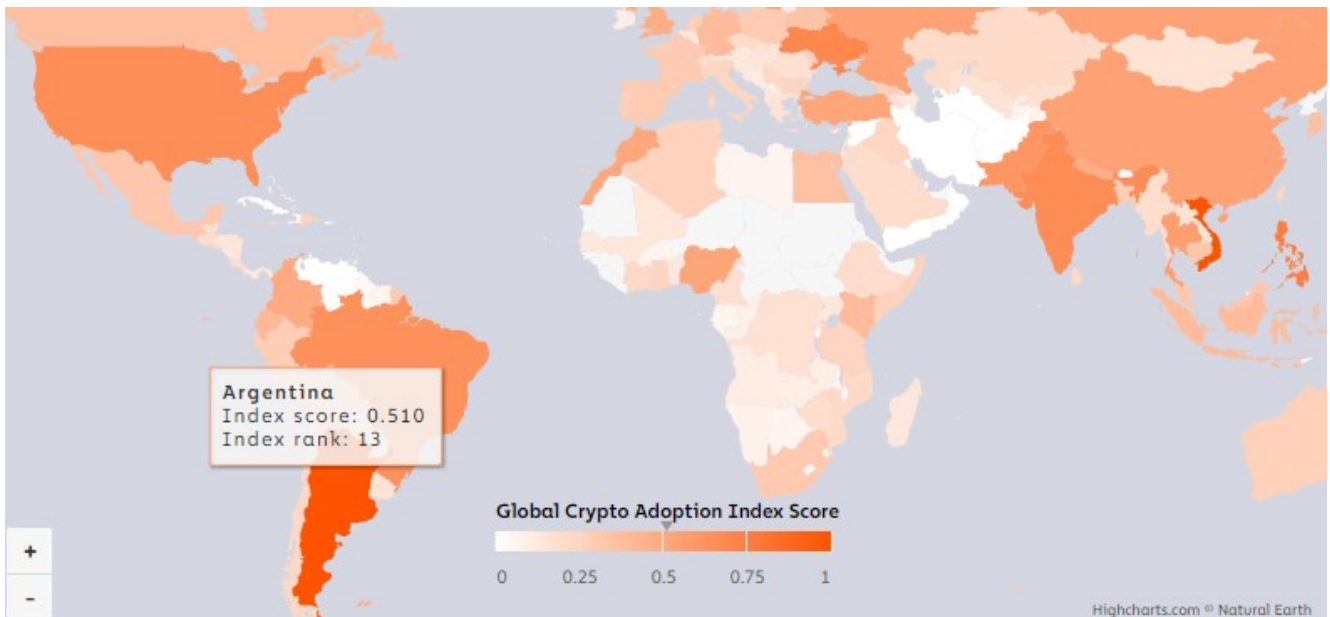 Argentina
Index score: 0.510
Index rank: 13
Global Crypto Adoption Index Score
0 0.25 0.5 0.75 1
+
-
Highcharts.com © Natural Earth